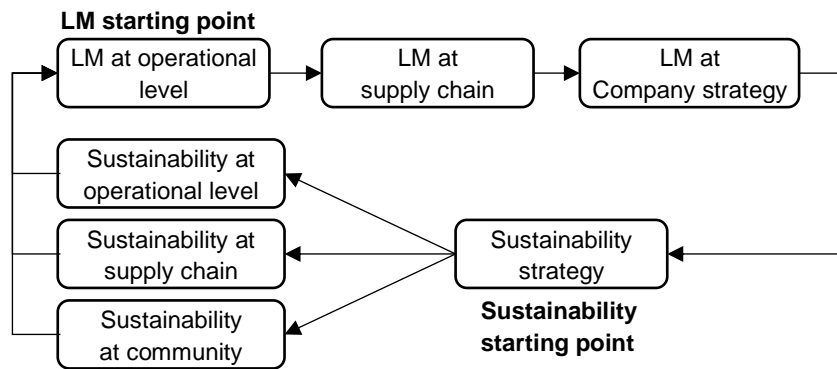 LM starting point
LM at operational
level
LM at
supply chain
LM at
Company strategy
Sustainability at
operational level
Sustainability at
supply chain
Sustainability
at community
Sustainability
strategy
Sustainability
starting point